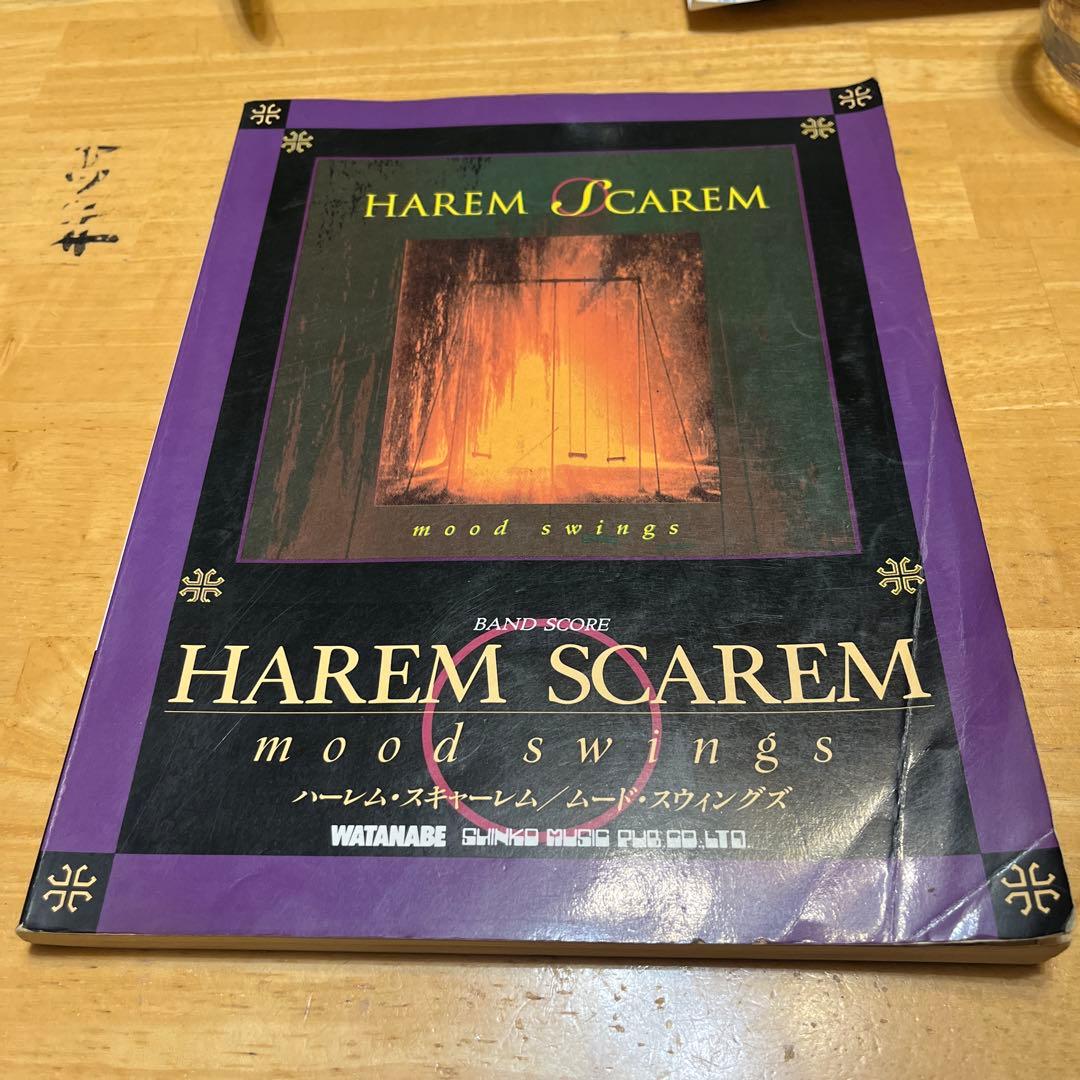 HAREM SCAREM
mood swings
BAND SCORE
HAREM SCAREM
mood swings
ハーレム・スキャーレム／ムード・スウィングズ
WATANABE SHINKO MUSIC PUB. CO., LTD.